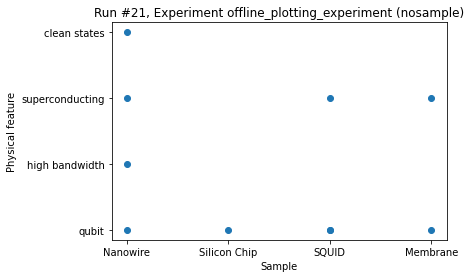 Run #21, Experiment offline_plotting_experiment (nosample)
clean states
superconducting
high bandwidth
qubit
Physical feature
Nanowire Silicon Chip SQUID Membrane
Sample